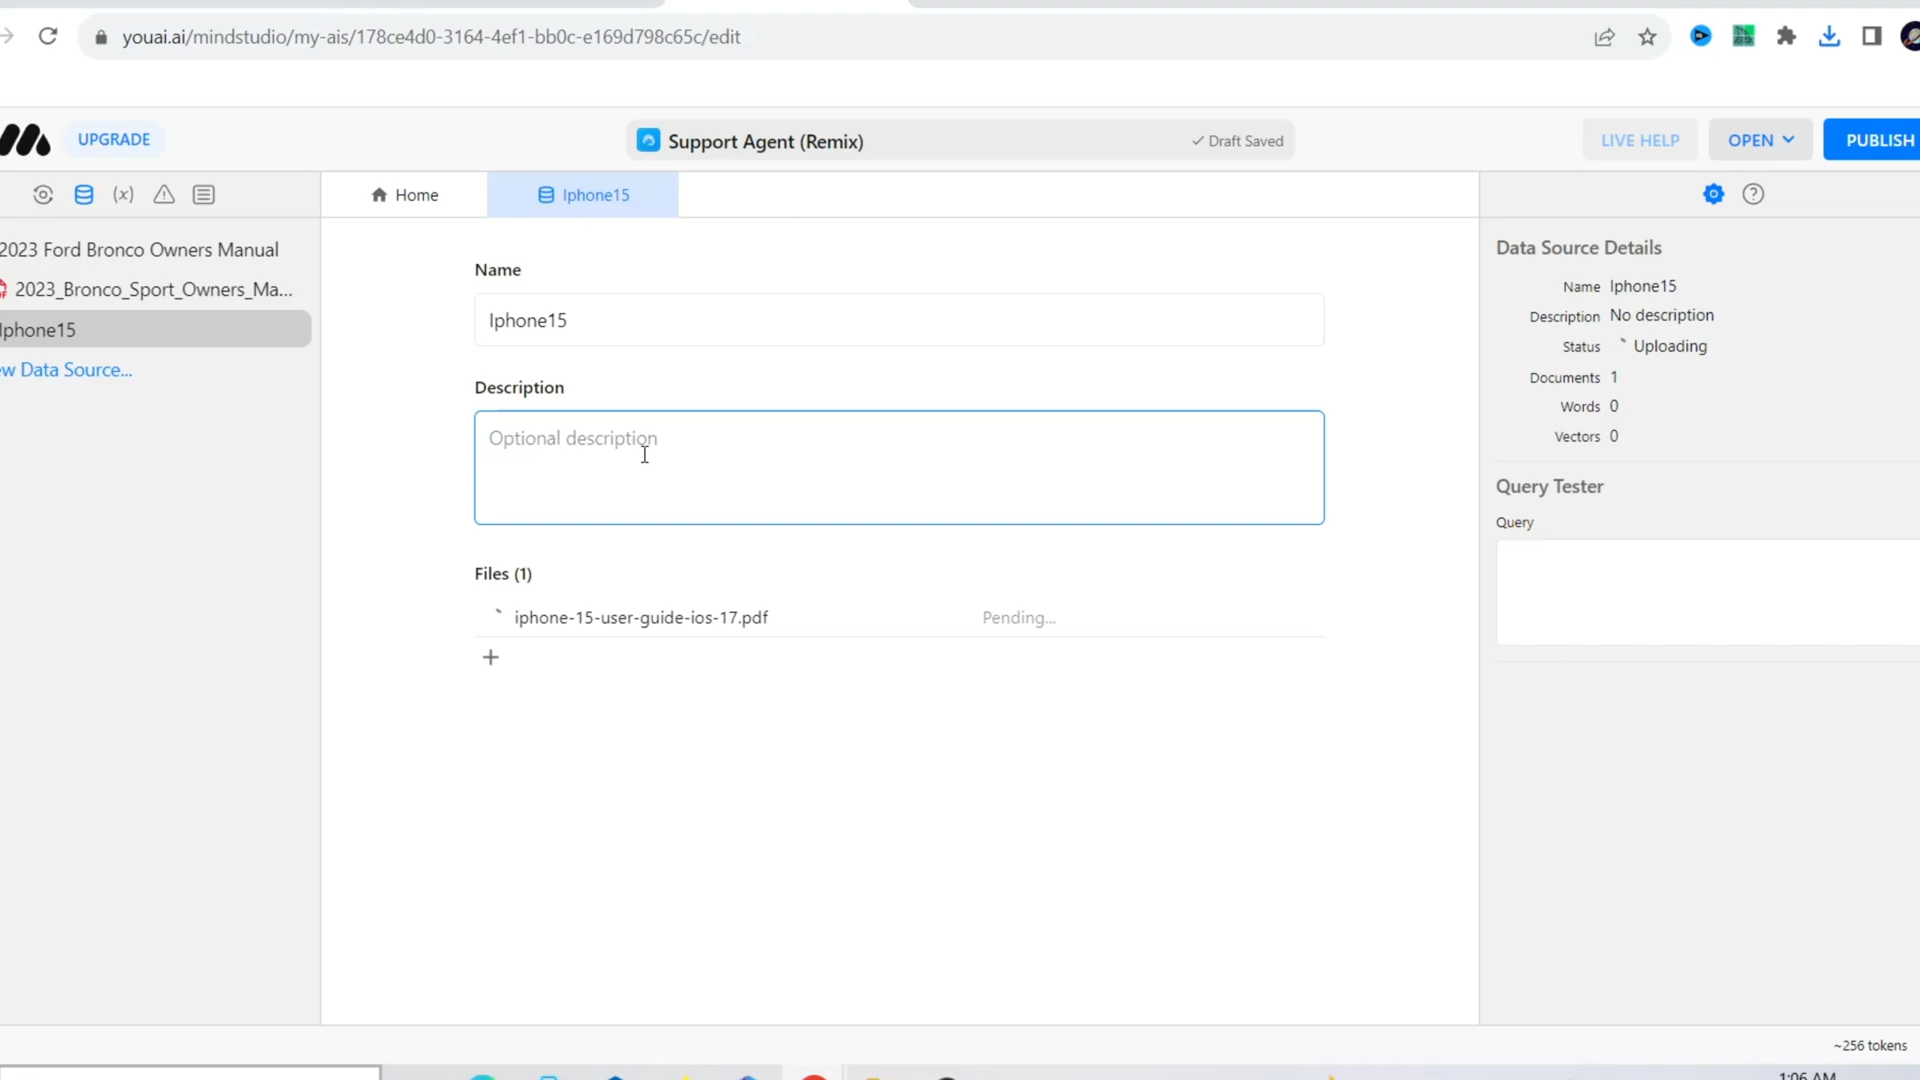 youai.ai/mindstudio/my-ais/178ce4d0-3164-4ef1-bb0c-e169d798c65c/edit
UPGRADE
Support Agent (Remix)
Draft Saved
LIVE HELP
OPEN
PUBLISH
(x)
Home
Iphone15
2023 Ford Bronco Owners Manual
2023_Bronco_Sport_Owners_Ma...
Iphone15
Data Source...
Name
Iphone15
Description
Optional description
Files (1)
iphone-15-user-guide-ios-17.pdf Pending...
Data Source Details
Name Iphone15
Description No description
Status Uploading
Documents 1
Words 0
Vectors 0
Query Tester
Query
~256 tokens
1:06 AM